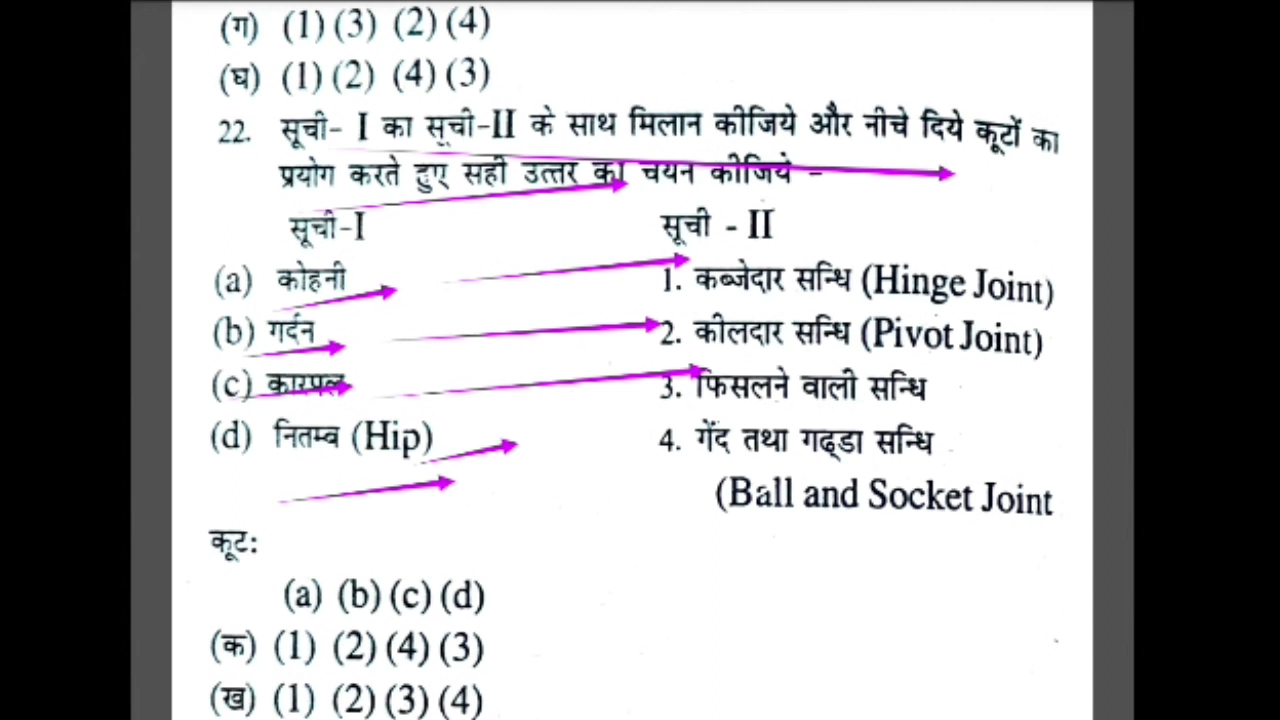 (ग) (1) (3) (2) (4)
(घ) (1) (2) (4) (3)
22. सूची- I का सूची-II के साथ मिलान कीजिये और नीचे दिये कूटों का
प्रयोग करते हुए सही उत्तर का चयन कीजिये -
सूची-I सूची - II
(a) कोहनी 1. कब्जेदार सन्धि (Hinge Joint)
(b) गर्दन 2. कीलदार सन्धि (Pivot Joint)
(c) कारपल 3. फिसलने वाली सन्धि
(d) नितम्ब (Hip) 4. गेंद तथा गढ्डा सन्धि
(Ball and Socket Joint
कूट:
(a) (b) (c) (d)
(क) (1) (2) (4) (3)
(ख) (1) (2) (3) (4)